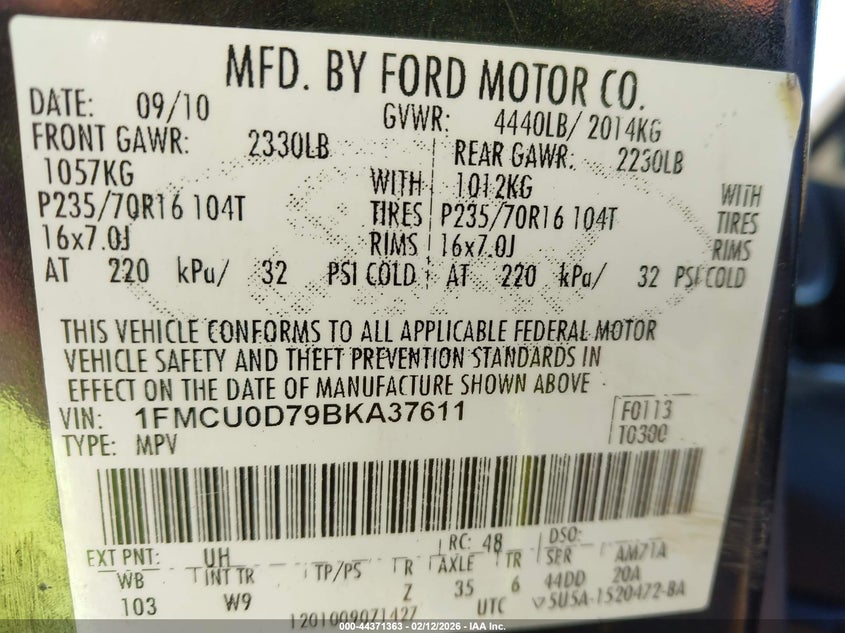 MFD. BY FORD MOTOR CO.
DATE: 09/10 GVWR: 4440LB/ 2014KG
FRONT GAWR: 2330LB REAR GAWR: 2230LB
1057KG WITH 1012KG WITH
P235/70R16 104T TIRES P235/70R16 104T TIRES
16x7.0J RIMS 16x7.0J RIMS
AT 220 kPa/ 32 PSI COLD AT 220 kPa/ 32 PSI COLD
THIS VEHICLE CONFORMS TO ALL APPLICABLE FEDERAL MOTOR
VEHICLE SAFETY AND THEFT PREVENTION STANDARDS IN
EFFECT ON THE DATE OF MANUFACTURE SHOWN ABOVE
VIN: 1FMCU0D79BKA37611 F0113
TYPE: MPV T0300
EXT PNT: UH RC: 48 DSO:
WB INT TR TP/PS R AXLE TR SPR AM71A
103 W9 Z 35 6 44DD 20A
1201009071427 UTC 5U5A-1520472-BA
000-44371363 - 02/12/2026 - IAA Inc.